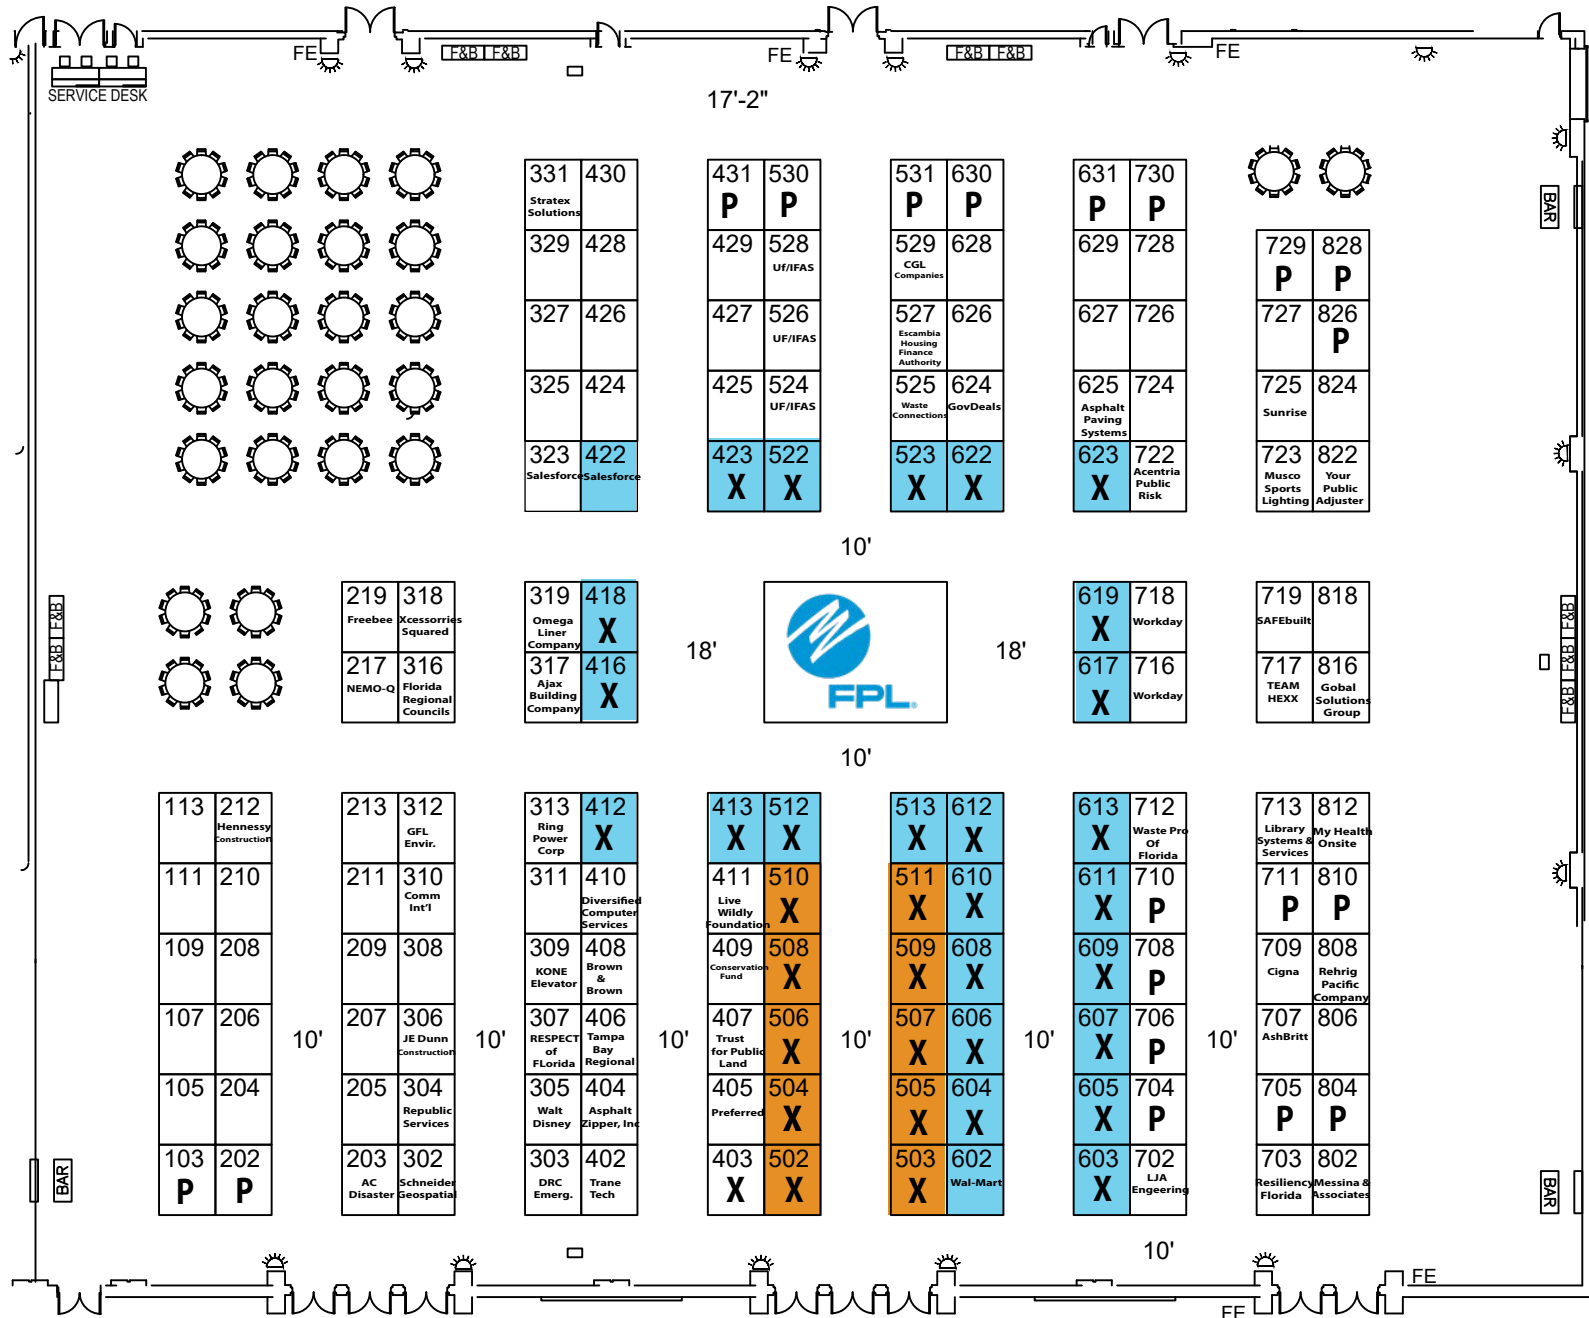 FE
F&B F&B
FE
F&B F&B
FE
SERVICE DESK
17'-2"
331 430 431 530 531 630 631 730
Stratex
Solutions
P P P P P P
BAR
329 428 429 528 529 628 629 728 729 828
Uf/IFAS
CGL
Companies
P P
327 426 427 526 527 626 627 726 727 826
UF/IFAS
Escambia
Housing
Finance
Authority
P
325 424 425 524 525 624 625 724 725 824
UF/IFAS
Waste
Connections
GovDeals
Asphalt
Paving
Systems
Sunrise
323 422 423 522 523 622 623 722 723 822
Salesforce
Salesforce
X X X X X
Acentria
Public
Risk
Musco
Sports
Lighting
Your
Public
Adjuster
10'
219 318 319 418 619 718 719 818
Freebee
Xcessorries
Squared
Omega
Liner
Company
X
X
Workday
SAFEbuilt
F&B F&B
18'
FPL.
18'
F&B F&B F&B
217 316 317 416 617 716 717 816
NEMO-Q
Florida
Regional
Councils
Ajax
Building
Company
X
X
Workday
TEAM
HEXX
Gobal
Solutions
Group
10'
113 212 213 312 313 412 413 512 513 612 613 712 713 812
Hennessy
Construction
GFL
Envir.
Ring
Power
Corp
X X X X X X
Waste Pro
Of
Florida
Library
Systems &
Services
My Health
Onsite
111 210 211 310 311 410 411 510 511 610 611 710 711 810
Comm
Int'l
Diversified
Computer
Services
Live
Wildly
Foundation
X X X X P P P
109 208 209 308 309 408 409 508 509 608 609 708 709 808
KONE
Elevator
Brown
&
Brown
Conservation
Fund
X X X X P
Cigna
Rehrig
Pacific
Company
107 206 207 306 307 406 407 506 507 606 607 706 707 806
10' 10' 10' 10' 10' 10'
JE Dunn
Construction
RESPECT
of
FLorida
Tampa
Bay
Regional
Trust
for Public
Land
X X X X P
AshBritt
105 204 205 304 305 404 405 504 505 604 605 704 705 804
Republic
Services
Walt
Disney
Asphalt
Zipper, Inc
Preferred
X X X X P P P
103 202 203 302 303 402 403 502 503 602 603 702 703 802
P P
AC
Disaster
Schneider
Geospatial
DRC
Emerg.
Trane
Tech
X X X
Wal-Mart
X
LJA
Engeering
Resiliency
Florida
Messina &
Associates
BAR
BAR
10'
FE
FE